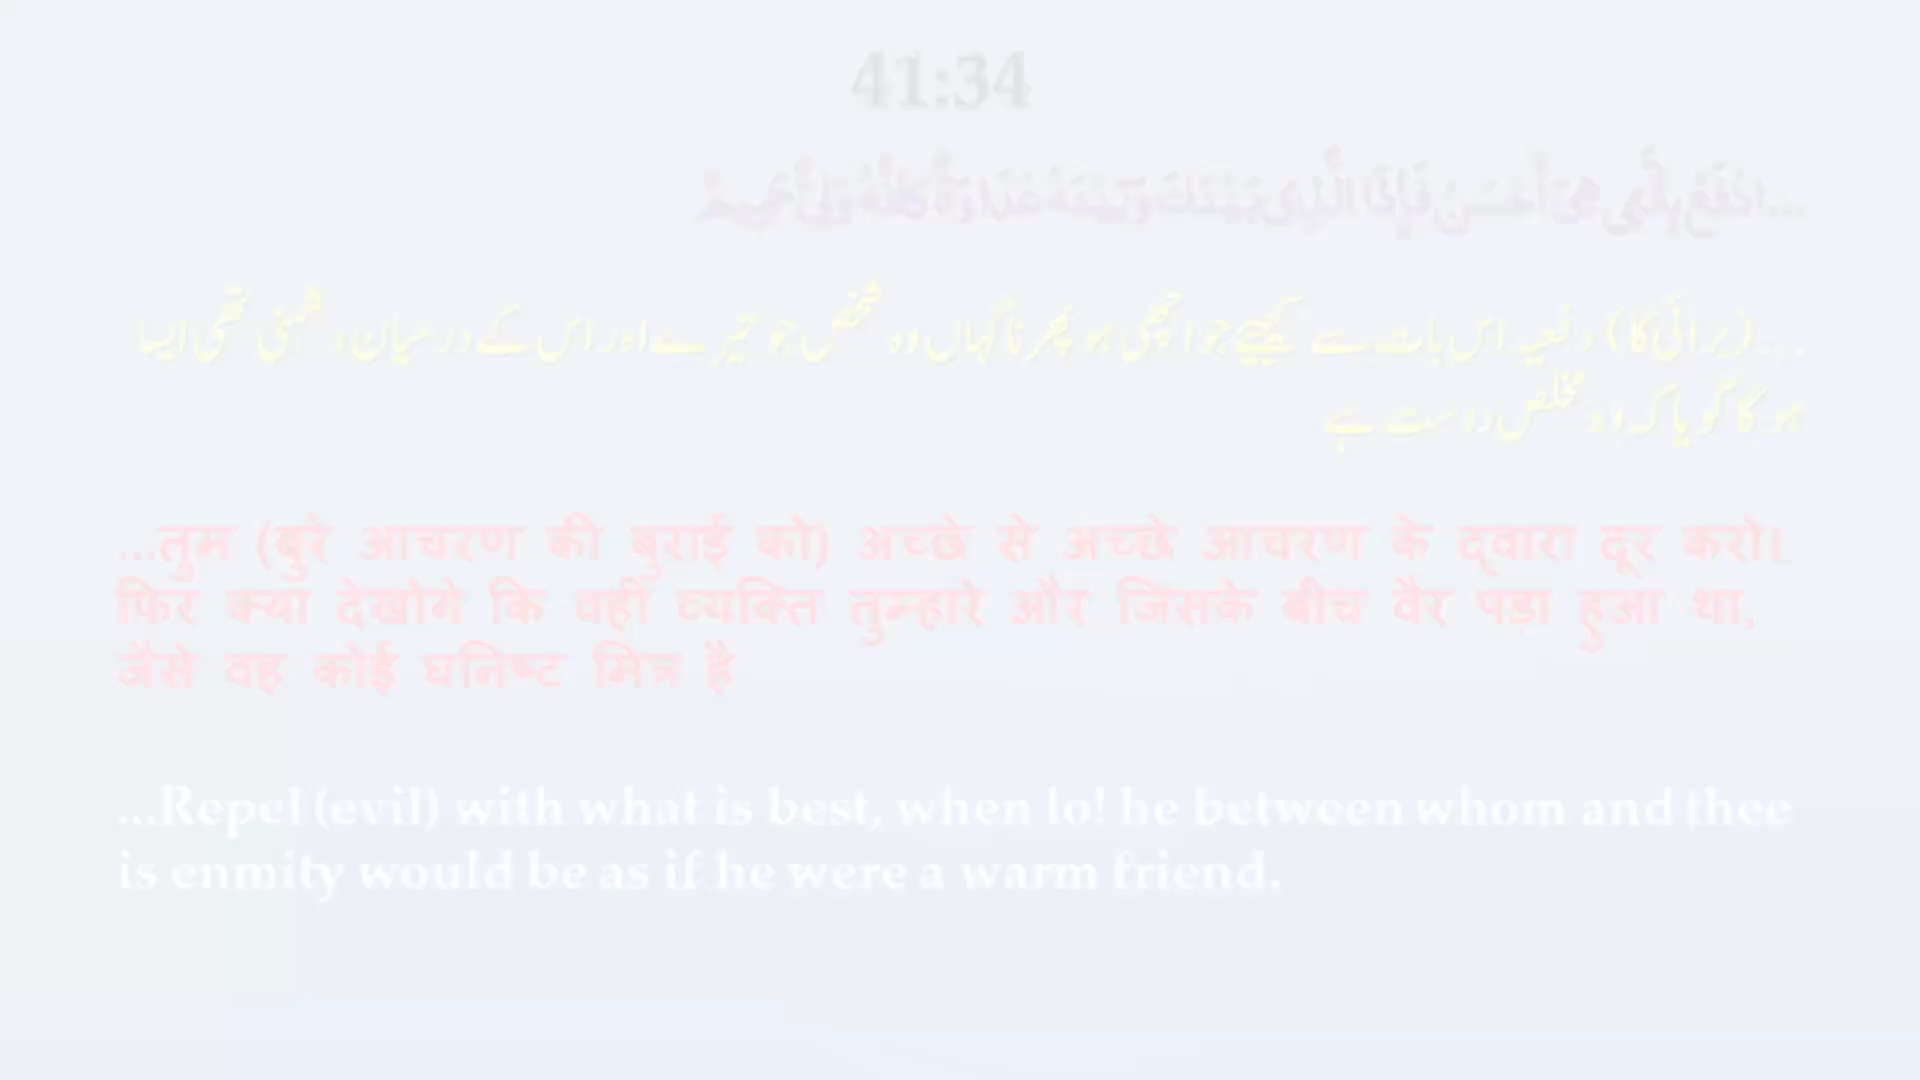 41:34
...ادْفَعْ بِالَّتِي هِيَ أَحْسَنُ فَإِذَا الَّذِي بَيْنَكَ وَبَيْنَهُ عَدَاوَةٌ كَأَنَّهُ وَلِيٌّ حَمِيمٌ
...(برائی کا) دفعیہ اس بات سے کیجیے جو اچھی ہو پھر ناگہاں وہ شخص جو تیرے اور اس کے درمیان دشمنی تھی ایسا
ہو گا گویا کہ وہ مخلص دوست ہے
...तुम (बुरे आचरण की बुराई को) अच्छे से अच्छे आचरण के द्वारा दूर करो।
फिर क्या देखोगे कि वही व्यक्ति तुम्हारे और जिसके बीच वैर पड़ा हुआ था,
जैसे वह कोई घनिष्ट मित्र है
...Repel (evil) with what is best, when lo! he between whom and thee
is enmity would be as if he were a warm friend.